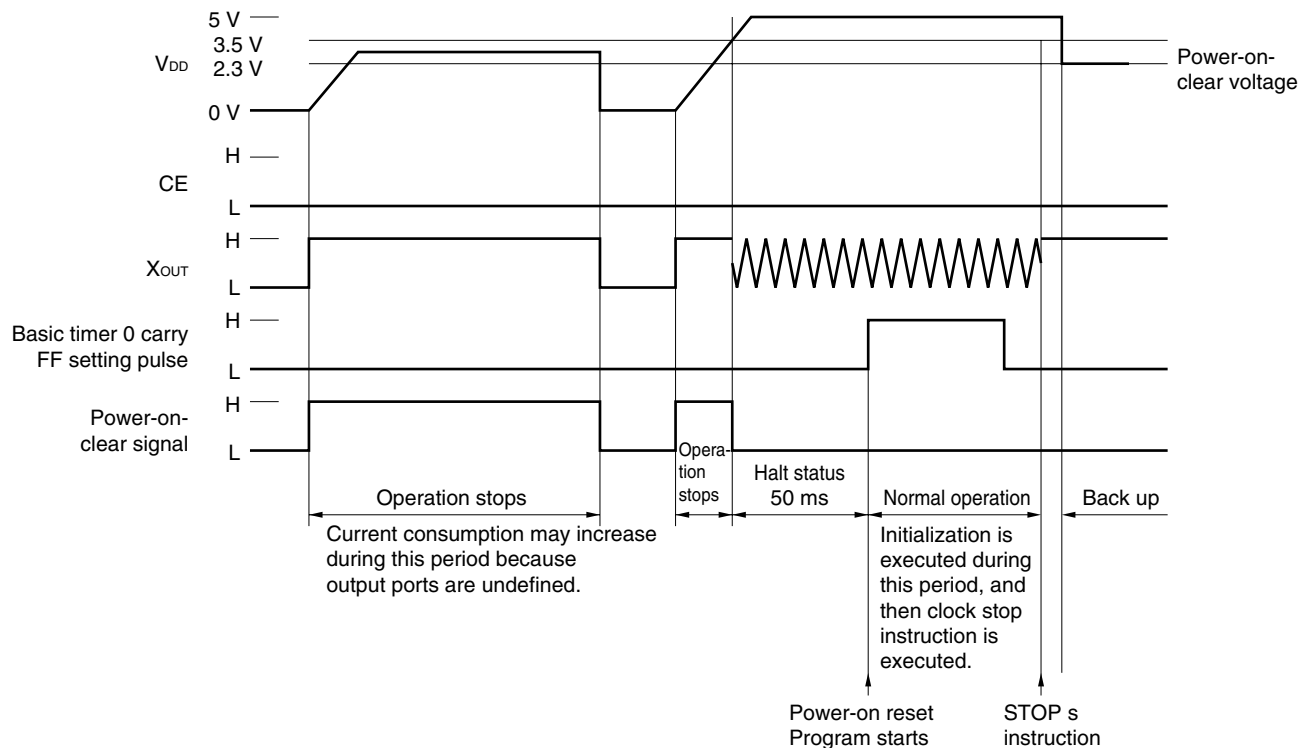 5 V
3.5 V
VDD
2.3 V
0 V
Power-on-
clear voltage
H
CE
L
H
XOUT
L
H
Basic timer 0 carry
FF setting pulse
L
H
Power-on-
clear signal
L
Operation stops
Opera-
tion
stops
Halt status
50 ms
Normal operation
Back up
Current consumption may increase
during this period because
output ports are undefined.
Initialization is
executed during
this period, and
then clock stop
instruction is
executed.
Power-on reset
Program starts
STOP s
instruction